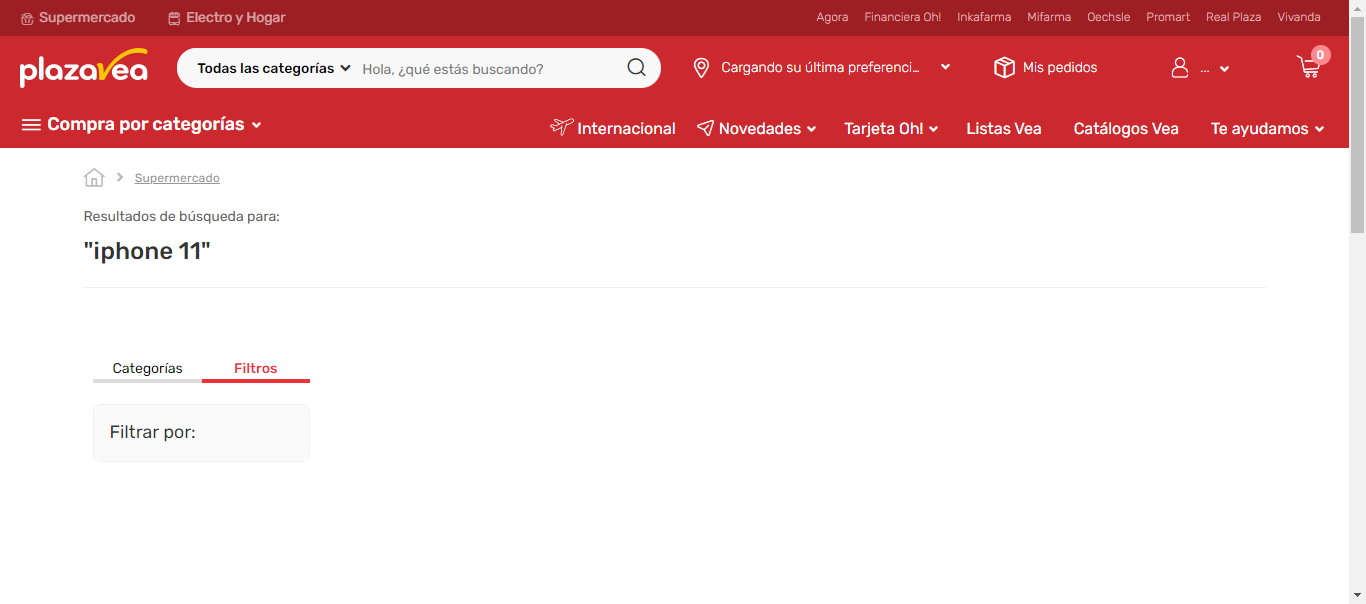 Supermercado Electro y Hogar Agora Financiera Oh! Inkafarma Mifarma Oechsle Promart Real Plaza Vivanda
plazavea Todas las categorías Hola, ¿qué estás buscando? Cargando su última preferenci... Mis pedidos ... 0
Compra por categorías Internacional Novedades Tarjeta Oh! Listas Vea Catálogos Vea Te ayudamos
Supermercado
Resultados de búsqueda para:
"iphone 11"
Categorías Filtros
Filtrar por: